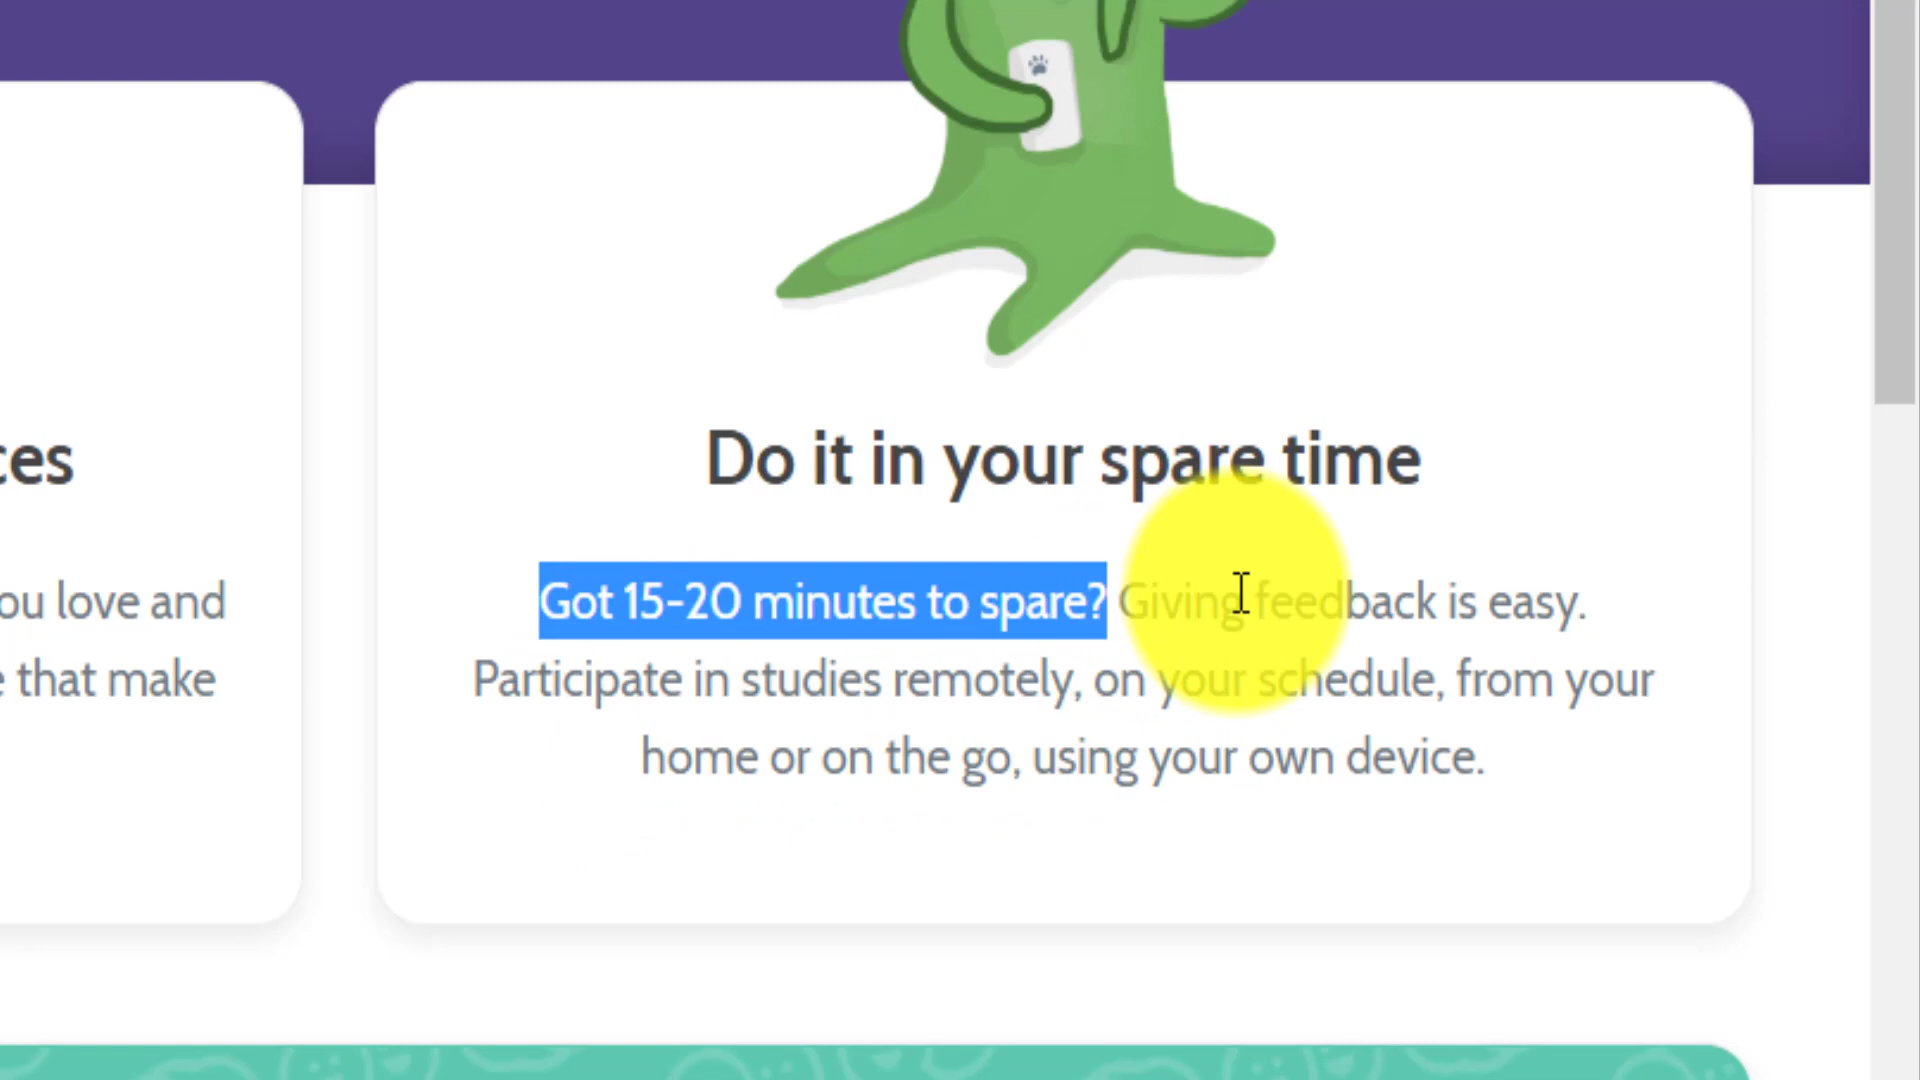 ces
ou love and
that make
Do it in your spare time
Got 15-20 minutes to spare? Giving feedback is easy.
Participate in studies remotely, on your schedule, from your
home or on the go, using your own device.